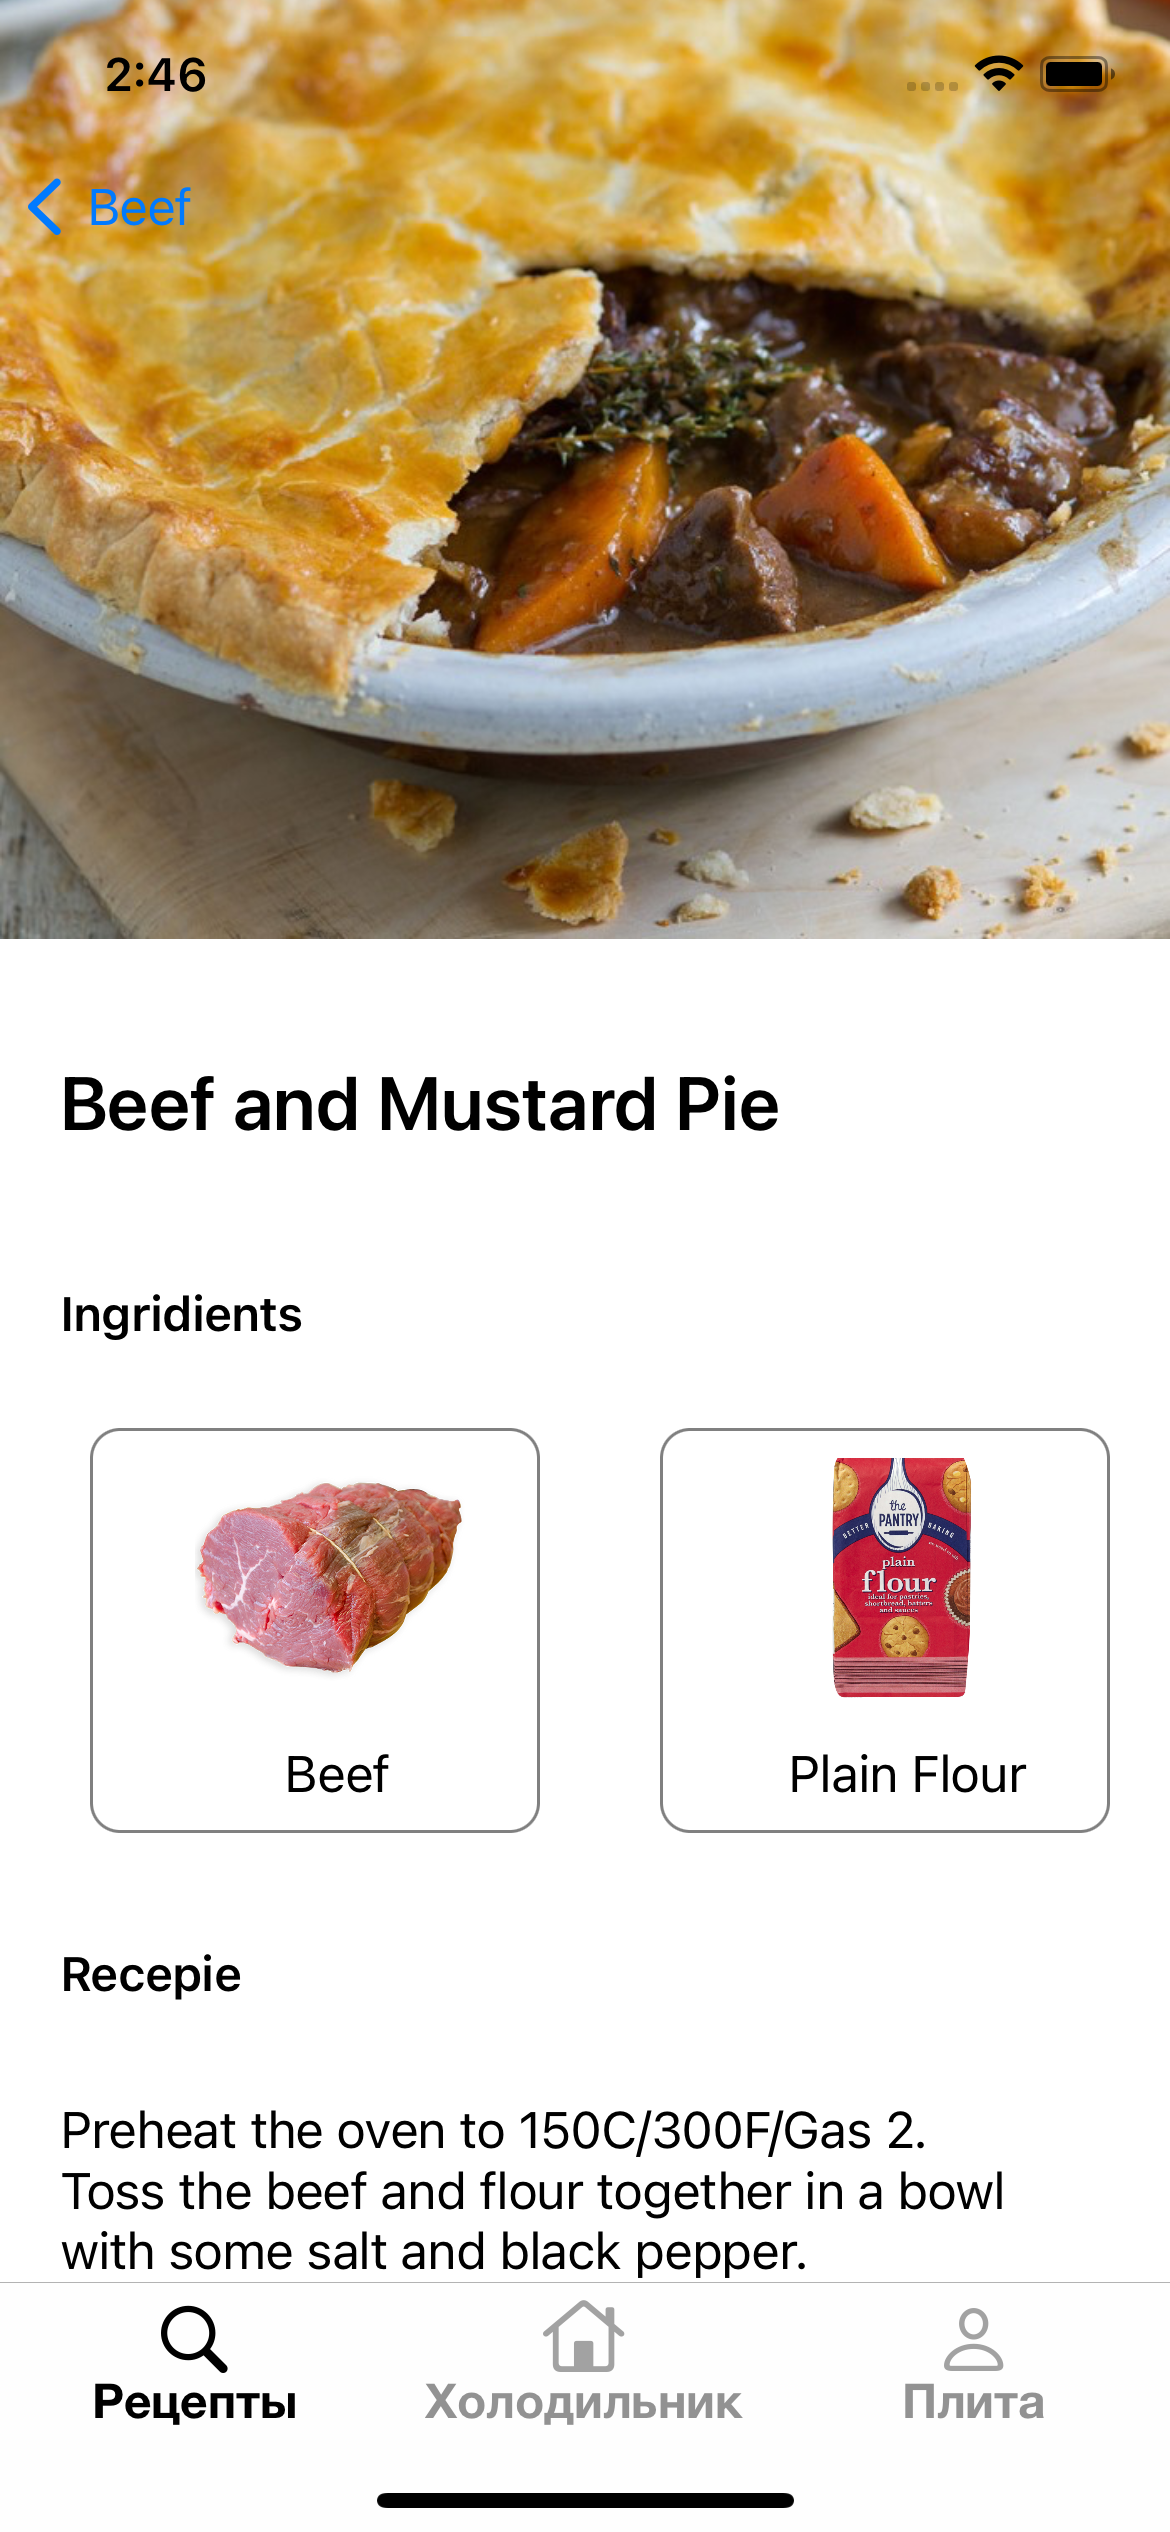 2:46
Beef
Beef and Mustard Pie
Ingridients
the
PANTRY
BETTER BAKING
plain
flour
ideal for pastries,
shortbread, batters
and sauces
Beef
Plain Flour
Recepie
Preheat the oven to 150C/300F/Gas 2.
Toss the beef and flour together in a bowl
with some salt and black pepper.
Рецепты
Холодильник
Плита